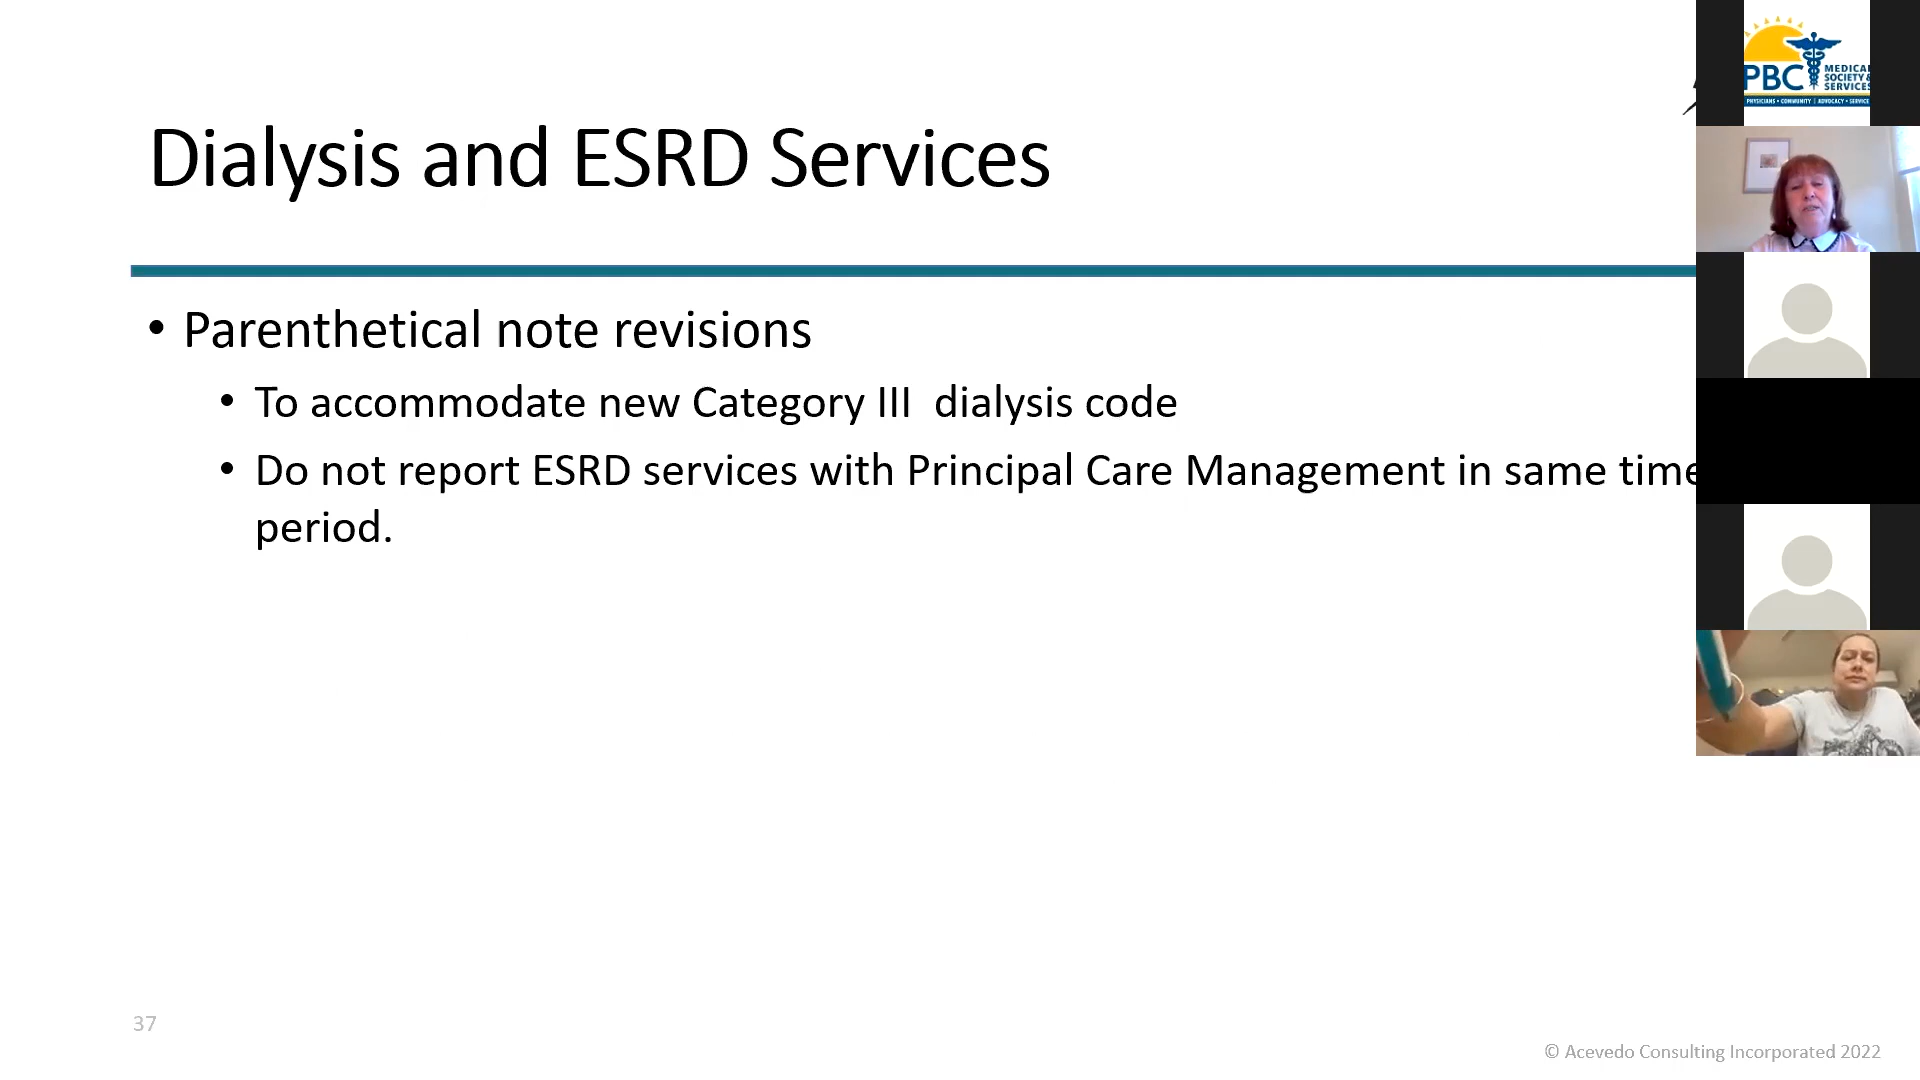 Dialysis and ESRD Services
• Parenthetical note revisions
• To accommodate new Category III dialysis code
• Do not report ESRD services with Principal Care Management in same time
period.
37
© Acevedo Consulting Incorporated 2022
PBC MEDICAL
SOCIETY &
SERVICES
PHYSICIANS • COMMUNITY | ADVOCACY • SERVICE